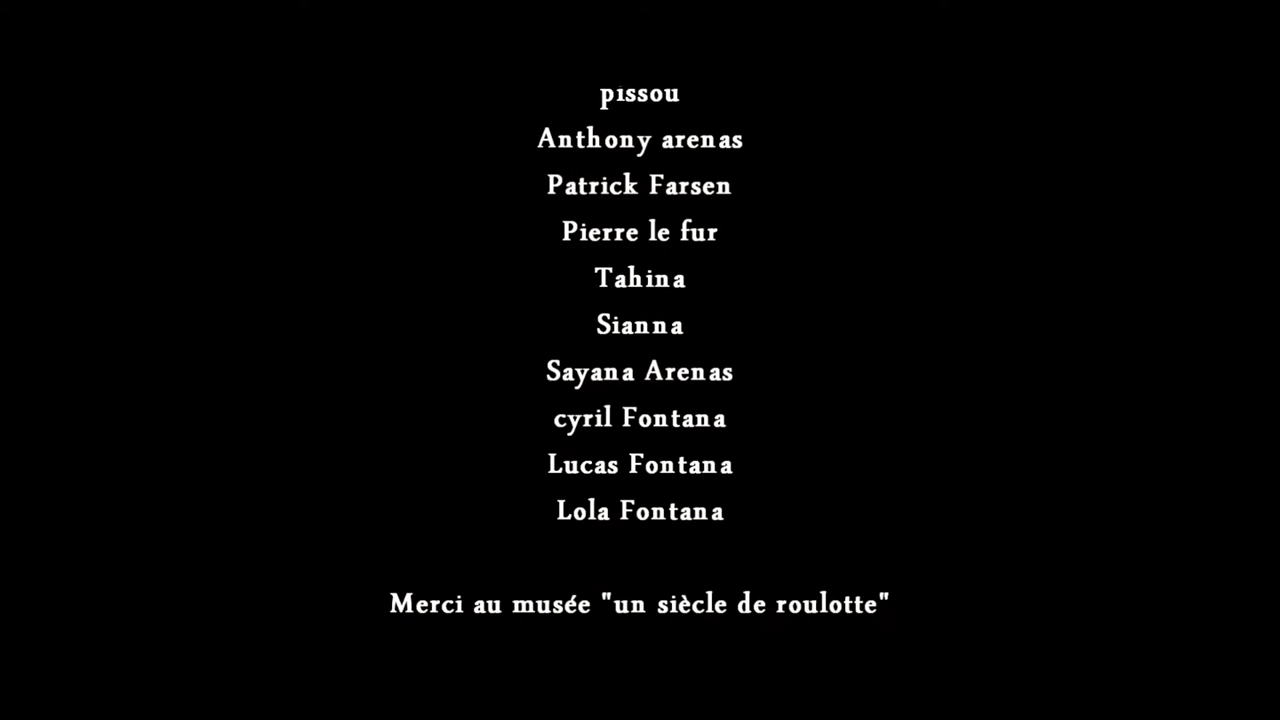 pissou
Anthony arenas
Patrick Farsen
Pierre le fur
Tahina
Sianna
Sayana Arenas
cyril Fontana
Lucas Fontana
Lola Fontana
Merci au musée "un siècle de roulotte"